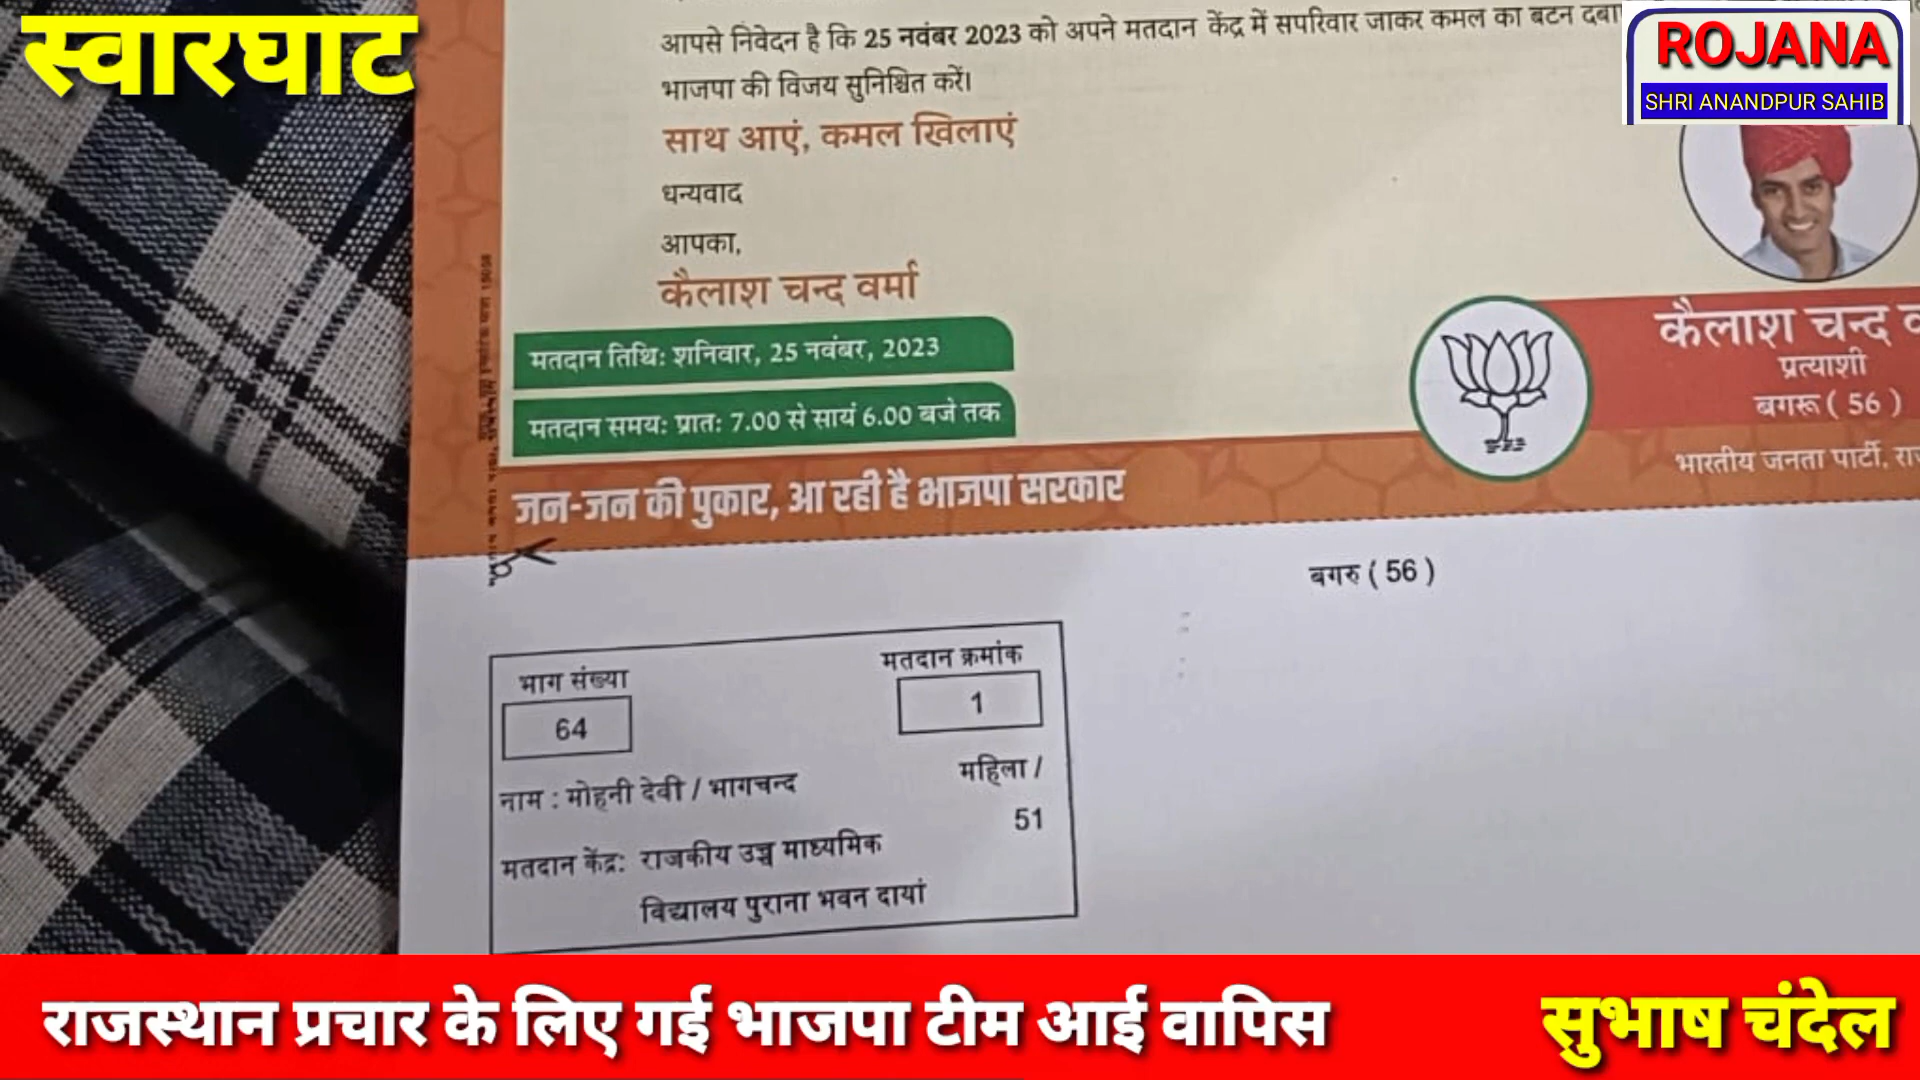 स्वारघाट
ROJANA
SHRI ANANDPUR SAHIB
आपसे निवेदन है कि 25 नवंबर 2023 को अपने मतदान केंद्र में सपरिवार जाकर कमल का बटन दबा
भाजपा की विजय सुनिश्चित करें।
साथ आएं, कमल खिलाएं
धन्यवाद
आपका,
कैलाश चन्द वर्मा
मतदान तिथि: शनिवार, 25 नवंबर, 2023
मतदान समय: प्रातः 7.00 से सायं 6.00 बजे तक
कैलाश चन्द व
प्रत्याशी
बगरू ( 56 )
भारतीय जनता पार्टी, रा
जन-जन की पुकार, आ रही है भाजपा सरकार
बगरु ( 56 )
भाग संख्या
64
मतदान क्रमांक
1
नाम : मोहनी देवी / भागचन्द
महिला /
51
मतदान केंद्र: राजकीय उच्च माध्यमिक
विद्यालय पुराना भवन दायां
राजस्थान प्रचार के लिए गई भाजपा टीम आई वापिस
सुभाष चंदेल